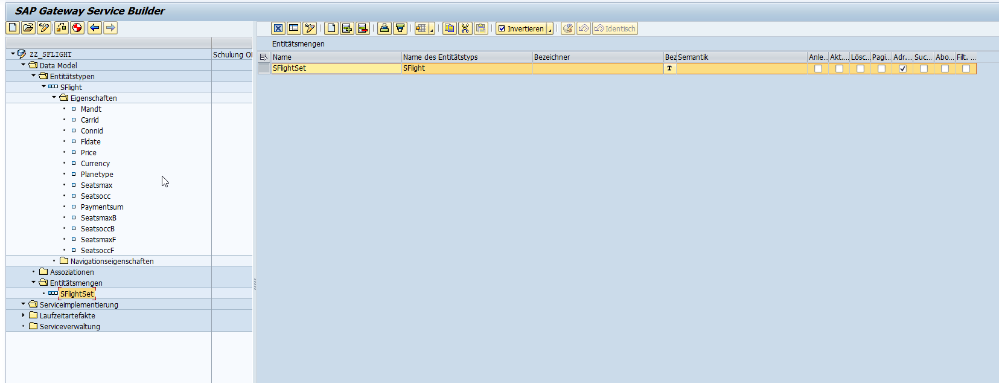 SAP Gateway Service Builder
Invertieren
Identisch
Entitätsmengen
Name Name des Entitätstyps Bezeichner Bez Semantik Anle... Akt.... Lösc... Pagi... Adr.... Suc... Abo... Filt. ...
SFlightSet SFlight T
ZZ_SFLIGHT Schulung
Data Model
Entitätstypen
SFlight
Eigenschaften
Mandt
Carrid
Connid
Fldate
Price
Currency
Planetype
Seatsmax
Seatsocc
Paymentsum
SeatsmaxB
SeatsoccB
SeatsmaxF
SeatsoccF
Navigationseigenschaften
Assoziationen
Entitätsmengen
SFlightSet
Serviceimplementierung
Laufzeitartefakte
Serviceverwaltung